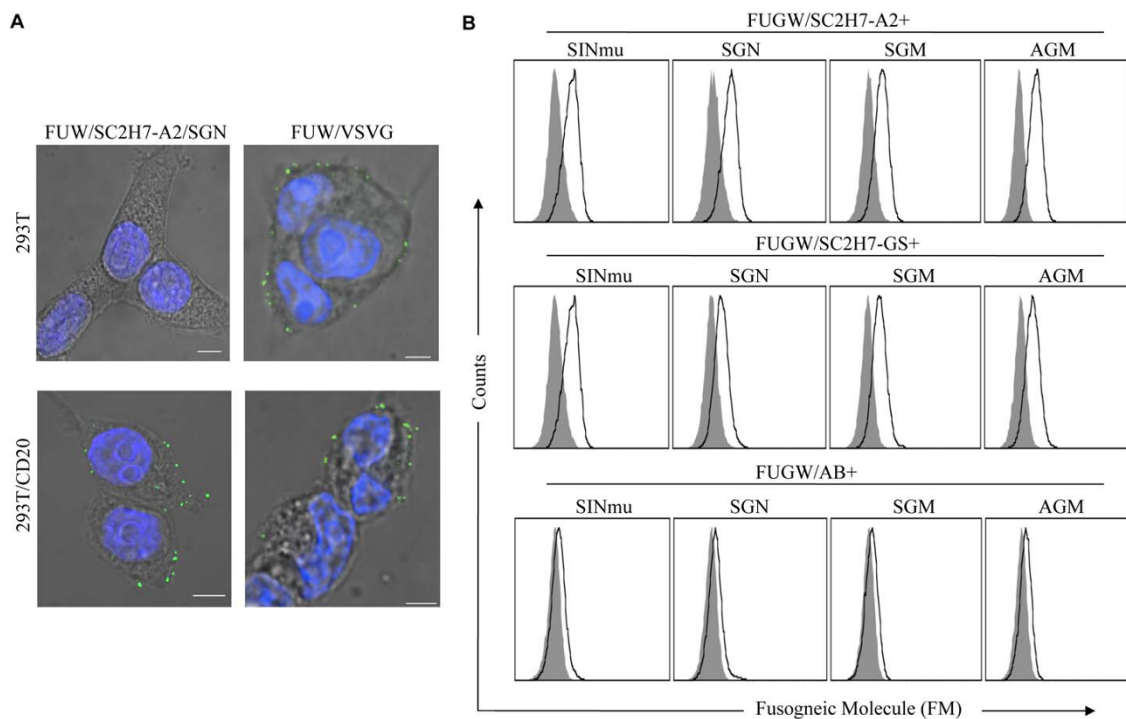 A
FUW/SC2H7-A2/SGN FUW/VSVG
293T
293T/CD20
B
FUGW/SC2H7-A2+
SINmu SGN SGM AGM
FUGW/SC2H7-GS+
SINmu SGN SGM AGM
FUGW/AB+
SINmu SGN SGM AGM
Counts
Fusogneic Molecule (FM)